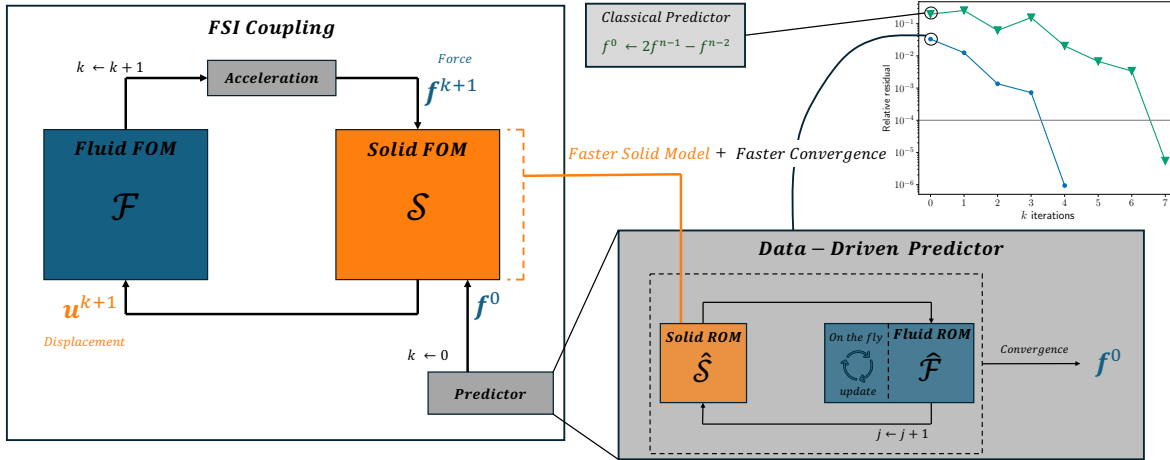 FSI Coupling
k ← k + 1
Acceleration
Force
f^{k+1}
Fluid FOM
ℱ
Solid FOM
𝒮
u^{k+1}
Displacement
f^0
k ← 0
Predictor
Classical Predictor
f^0 ← 2f^{n−1} − f^{n−2}
Faster Solid Model + Faster Convergence
Relative residual
10^{−1}
10^{−2}
10^{−3}
10^{−4}
10^{−5}
10^{−6}
0 1 2 3 4 5 6 7
k iterations
Data − Driven Predictor
Solid ROM
𝒮̂
On the fly
update
Fluid ROM
ℱ̂
j ← j + 1
Convergence
f^0